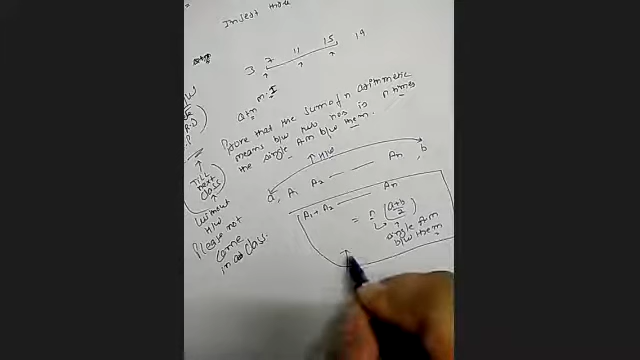 Insert three
3 7 11 15 19
Prove that the sum of n arithmetic
means b/w two nos is n times
the single Am b/w them.
↑ H/W
a, A₁ A₂ —— An, b
A₁ + A₂ —— An
= n (a+b/2)
single Am
b/w them
H/W
R.D
TILL
next
class
without
H/W
Please not
come
in class.